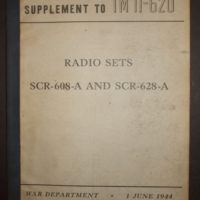 SUPPLEMENT TO TM 11-620
RADIO SETS
SCR-608-A AND SCR-628-A
WAR DEPARTMENT • 1 JUNE 1944